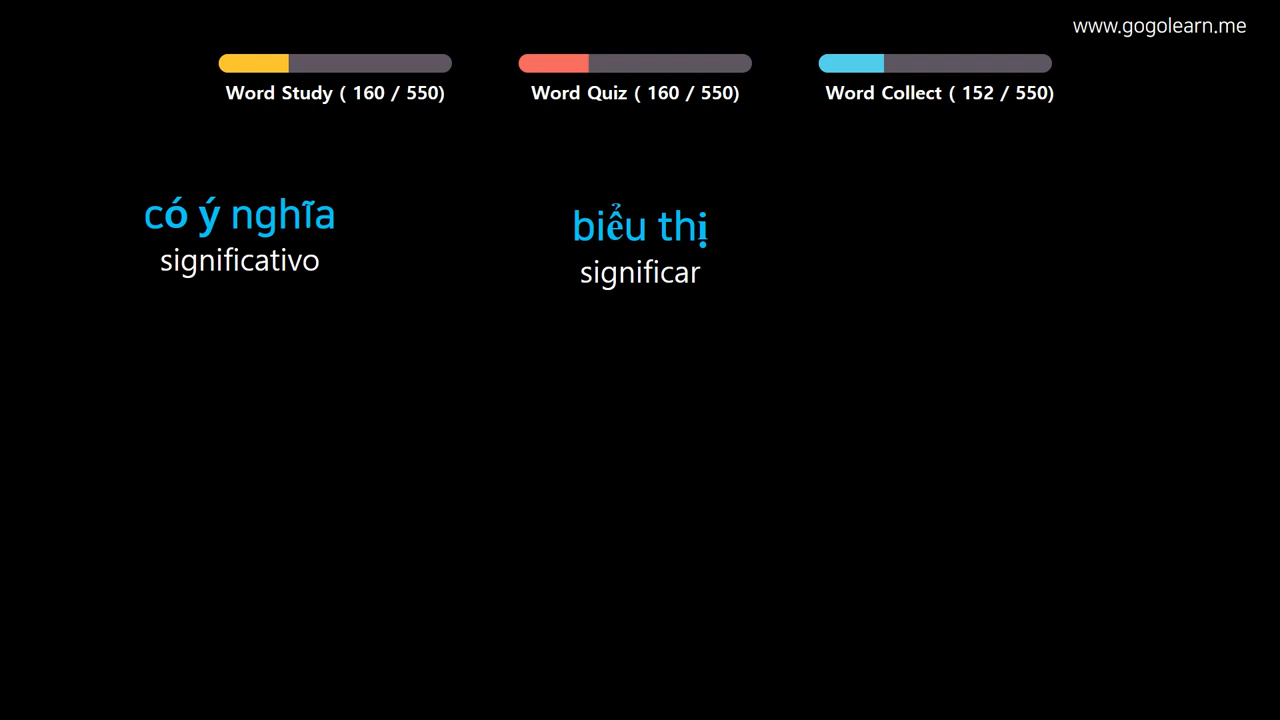 www.gogolearn.me
Word Study ( 160 / 550)
Word Quiz ( 160 / 550)
Word Collect ( 152 / 550)
có ý nghĩa
significativo
biểu thị
significar